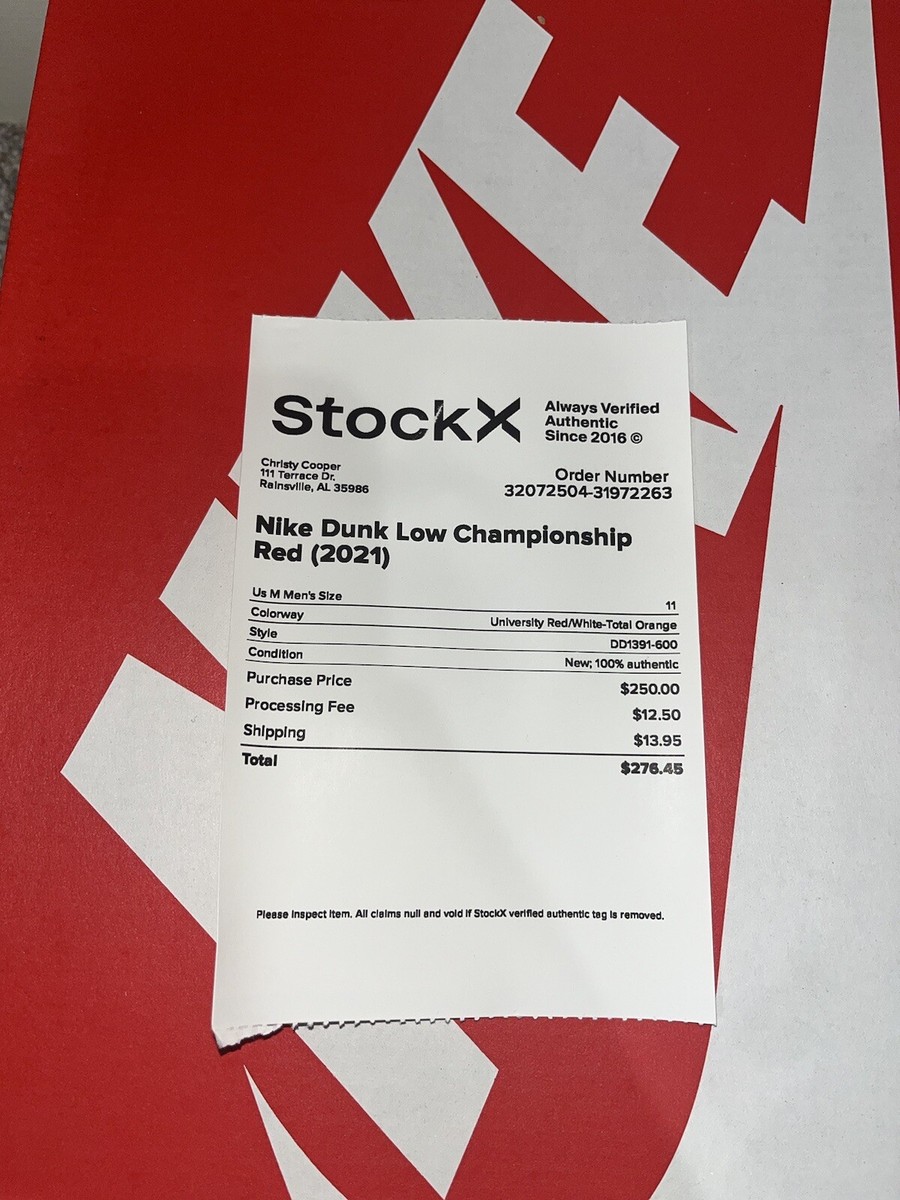 NIKE
StockX
Always Verified
Authentic
Since 2016 ©
Christy Cooper
111 Terrace Dr.
Rainsville, AL 35986
Order Number
32072504-31972263
Nike Dunk Low Championship
Red (2021)
Us M Men's Size 11
Colorway University Red/White-Total Orange
Style DD1391-600
Condition New; 100% authentic
Purchase Price $250.00
Processing Fee $12.50
Shipping $13.95
Total $276.45
Please inspect item. All claims null and void if StockX verified authentic tag is removed.